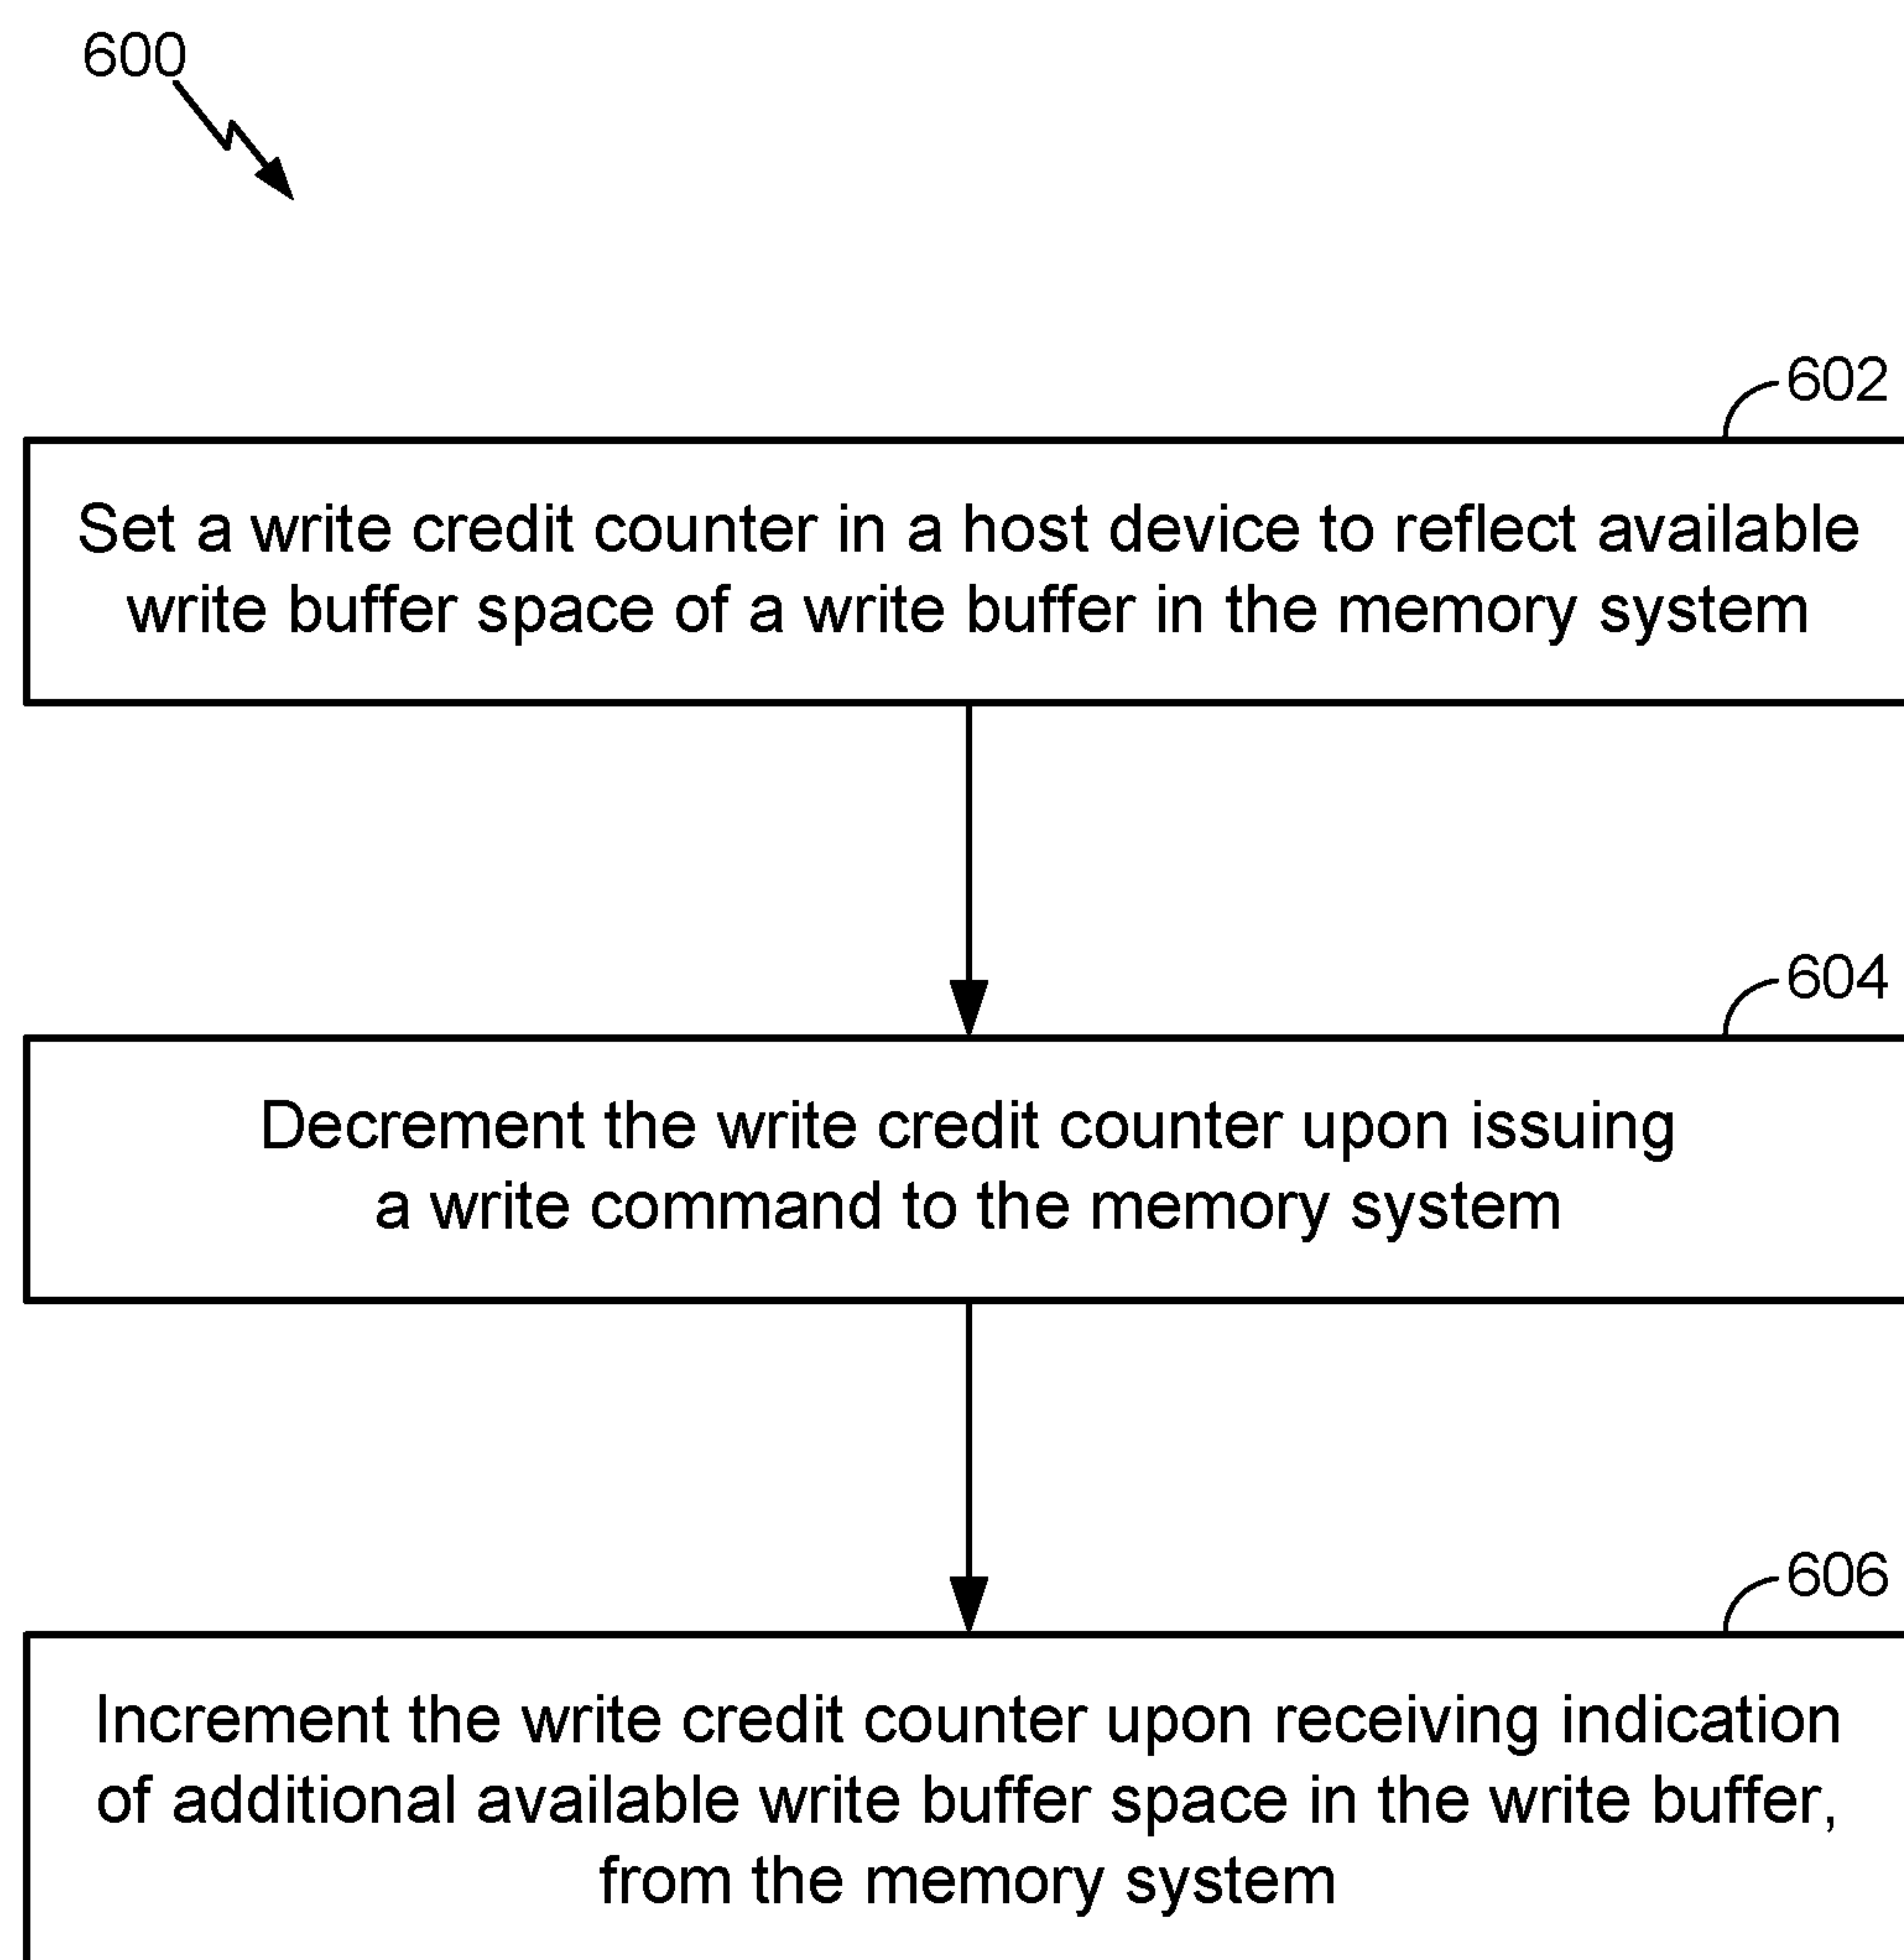 600
602
Set a write credit counter in a host device to reflect available
write buffer space of a write buffer in the memory system
604
Decrement the write credit counter upon issuing
a write command to the memory system
606
Increment the write credit counter upon receiving indication
of additional available write buffer space in the write buffer,
from the memory system